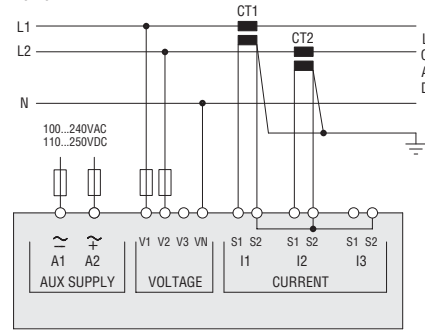 CT1
L1
CT2
L2
L
O
A
D
N
100...240VAC
110...250VDC
V1 V2 V3 VN S1 S2 S1 S2 S1 S2
A1 A2 I1 I2 I3
AUX SUPPLY VOLTAGE CURRENT